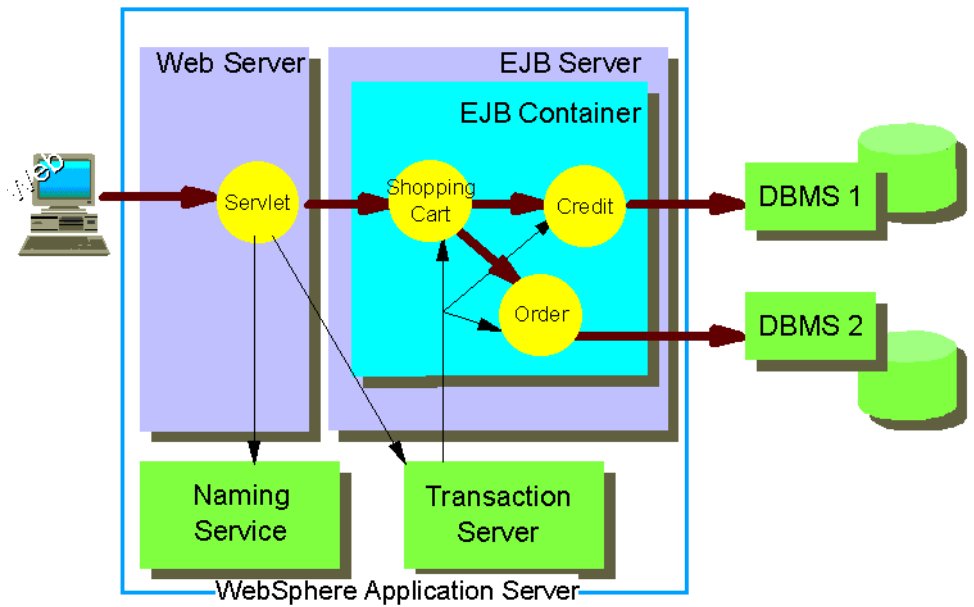 Web Server
EJB Server
EJB Container
Web
Servlet
Shopping
Cart
Credit
DBMS 1
Order
DBMS 2
Naming
Service
Transaction
Server
WebSphere Application Server